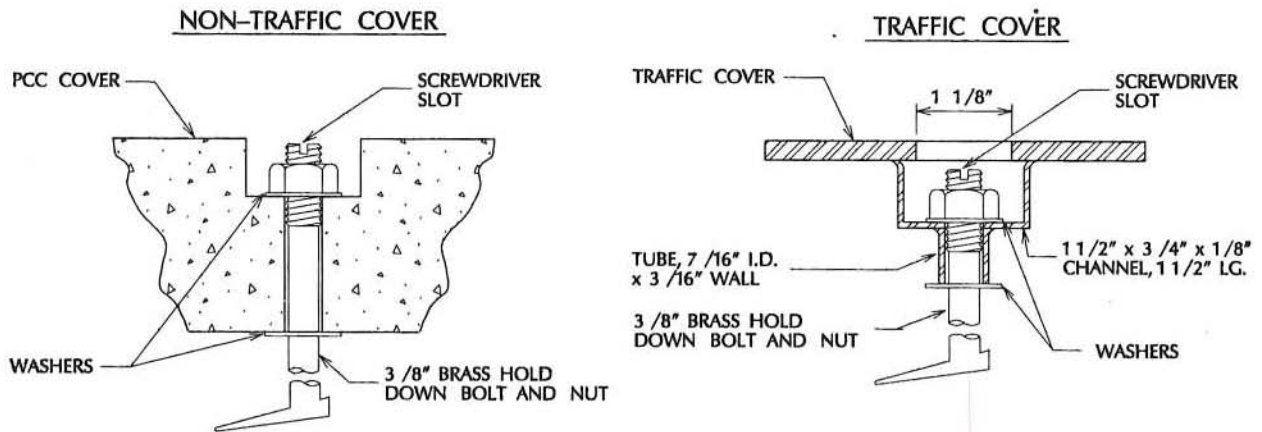 NON-TRAFFIC COVER
PCC COVER
SCREWDRIVER
SLOT
WASHERS
3 /8" BRASS HOLD
DOWN BOLT AND NUT
TRAFFIC COVER
TRAFFIC COVER
1 1/8"
SCREWDRIVER
SLOT
TUBE, 7 /16" I.D.
x 3 /16" WALL
1 1/2" x 3 /4" x 1/8"
CHANNEL, 1 1/2" LG.
3 /8" BRASS HOLD
DOWN BOLT AND NUT
WASHERS